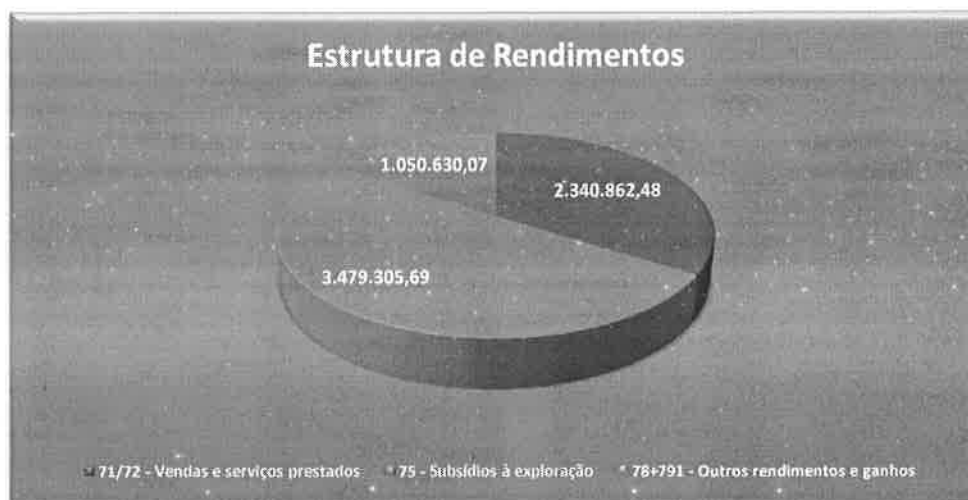 Estrutura de Rendimentos
1.050.630,07
2.340.862,48
3.479.305,69
71/72 - Vendas e serviços prestados
75 - Subsídios à exploração
78+791 - Outros rendimentos e ganhos